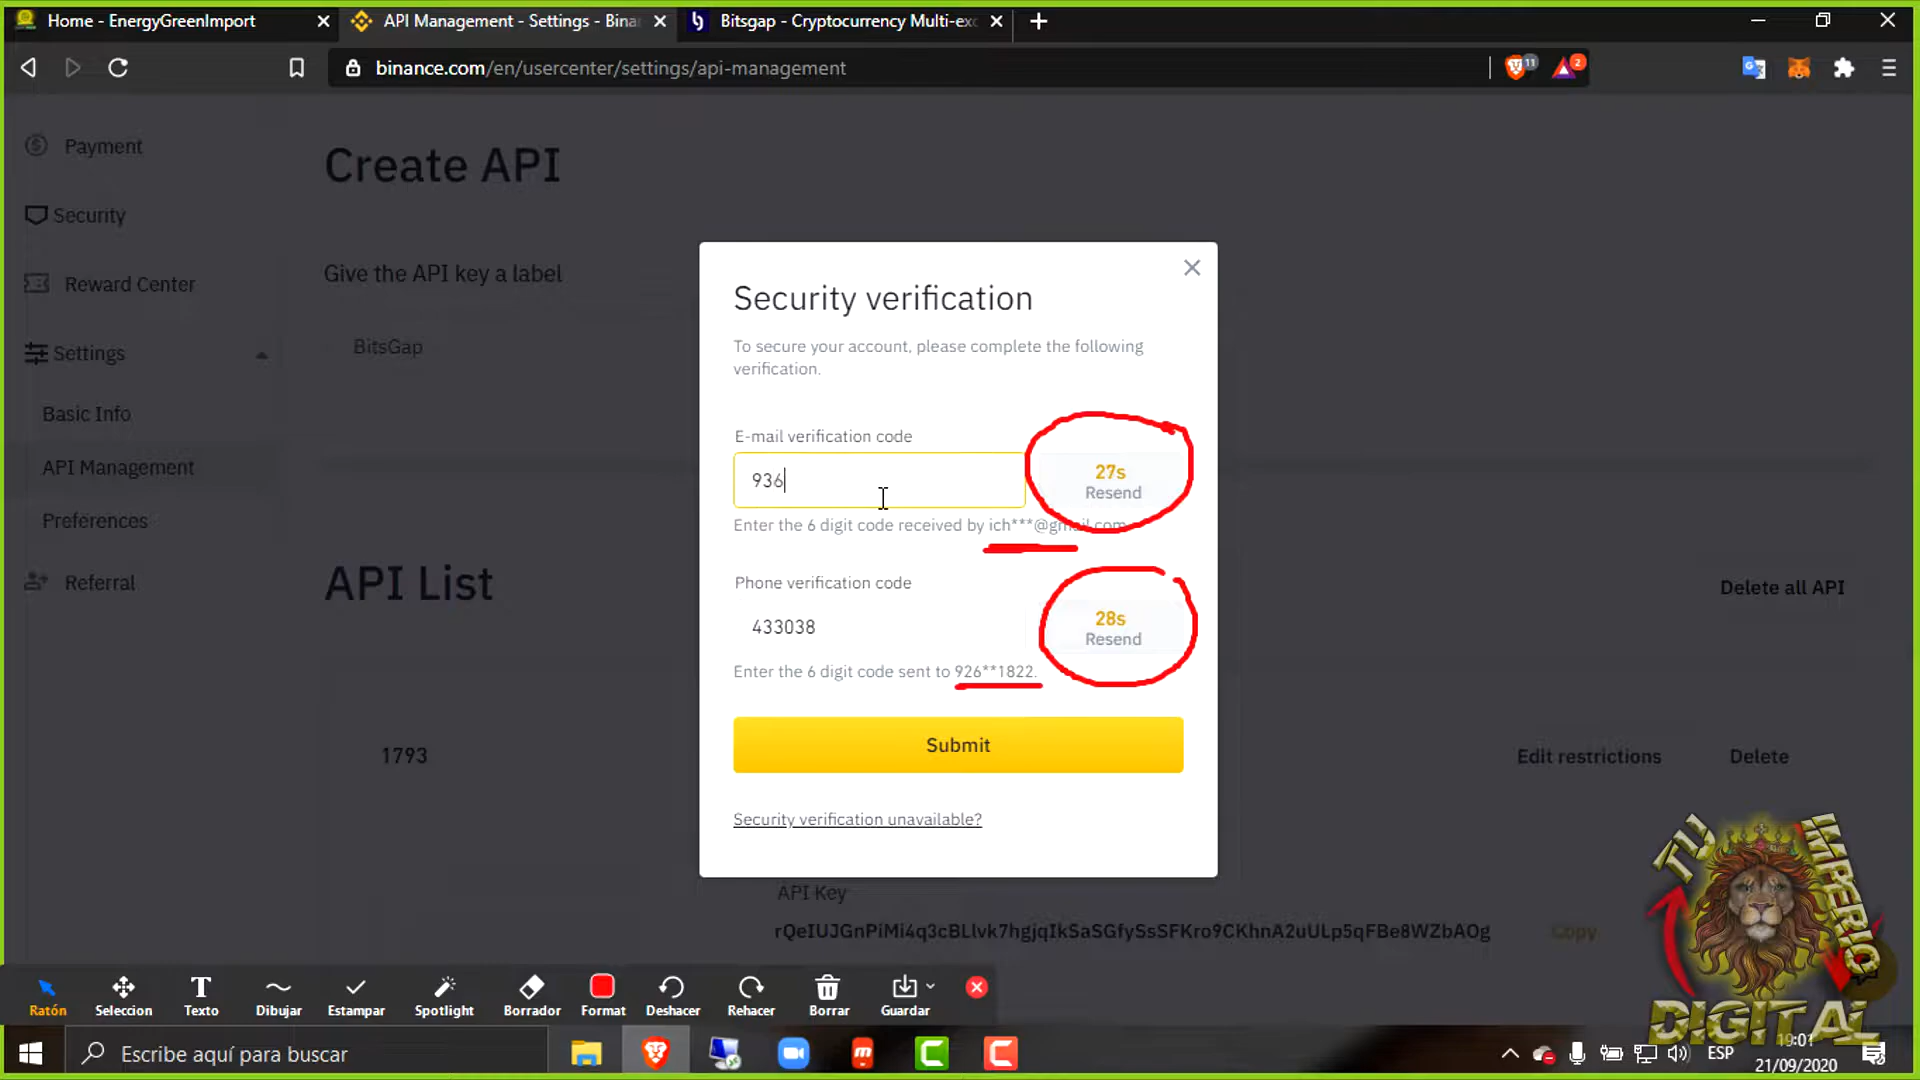 Home - EnergyGreenImport
API Management - Settings - Bina
Bitsgap - Cryptocurrency Multi-exc
binance.com/en/usercenter/settings/api-management
11
2
Payment
Security
Reward Center
Settings
Basic Info
API Management
Preferences
Referral
Create API
Give the API key a label
BitsGap
API List
Delete all API
1793
Edit restrictions
Delete
Security verification
To secure your account, please complete the following
verification.
E-mail verification code
936
27s
Resend
Enter the 6 digit code received by ich***@gmail.com
Phone verification code
433038
28s
Resend
Enter the 6 digit code sent to 926**1822.
Submit
Security verification unavailable?
API Key
rQeIUJGnPiMi4q3cBLlvk7hgjqIkSaSGfySsSFKro9CKhnA2uULp5qFBe8WZbAOg
Copy
TU
IMPERIO
DIGITAL
Ratón
Seleccion
Texto
Dibujar
Estampar
Spotlight
Borrador
Format
Deshacer
Rehacer
Borrar
Guardar
Escribe aquí para buscar
ESP
19:01
21/09/2020